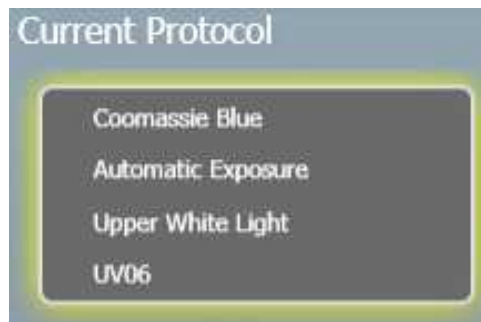 Current Protocol
Coomassie Blue
Automatic Exposure
Upper White Light
UV06